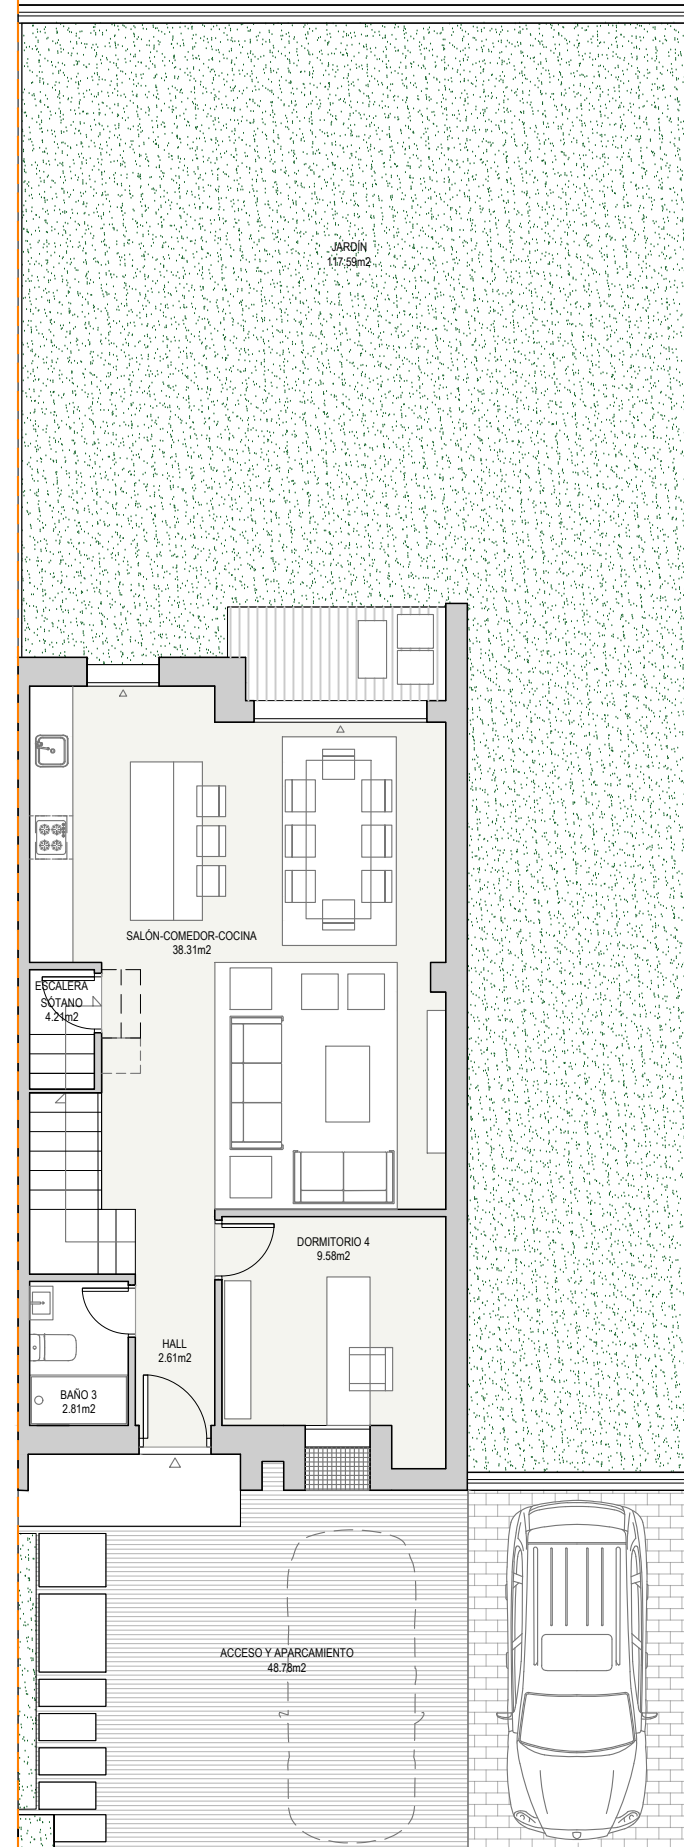 JARDÍN
117.59m2
SALÓN-COMEDOR-COCINA
38.31m2
ESCALERA
SÓTANO
4.21m2
DORMITORIO 4
9.58m2
HALL
2.61m2
BAÑO 3
2.81m2
ACCESO Y APARCAMIENTO
48.78m2